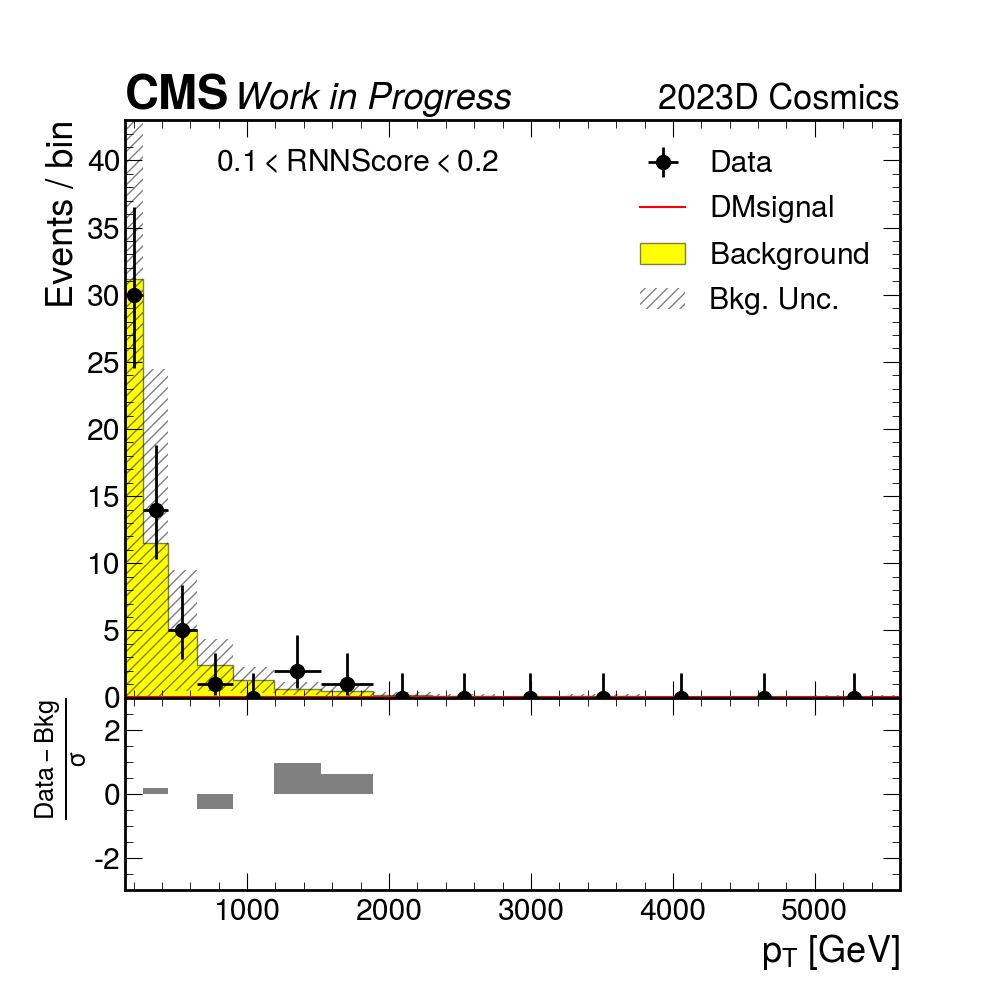 CMS Work in Progress 2023D Cosmics
Events / bin
0.1 < RNNScore < 0.2
Data
DMsignal
Background
Bkg. Unc.
40
35
30
25
20
15
10
5
0
Data − Bkg
σ
2
0
-2
1000 2000 3000 4000 5000
pT [GeV]